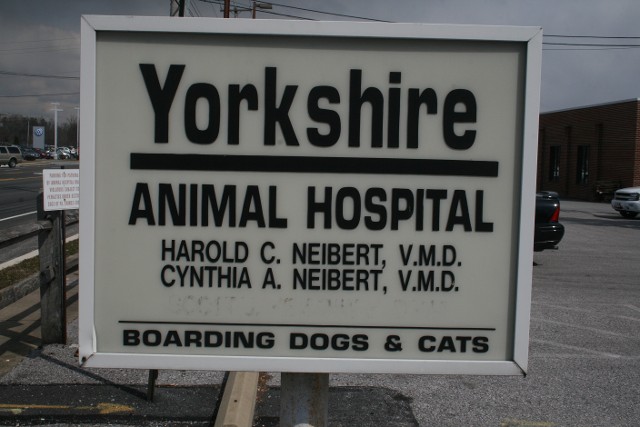 Yorkshire
ANIMAL HOSPITAL
HAROLD C. NEIBERT, V.M.D.
CYNTHIA A. NEIBERT, V.M.D.
BOARDING DOGS & CATS